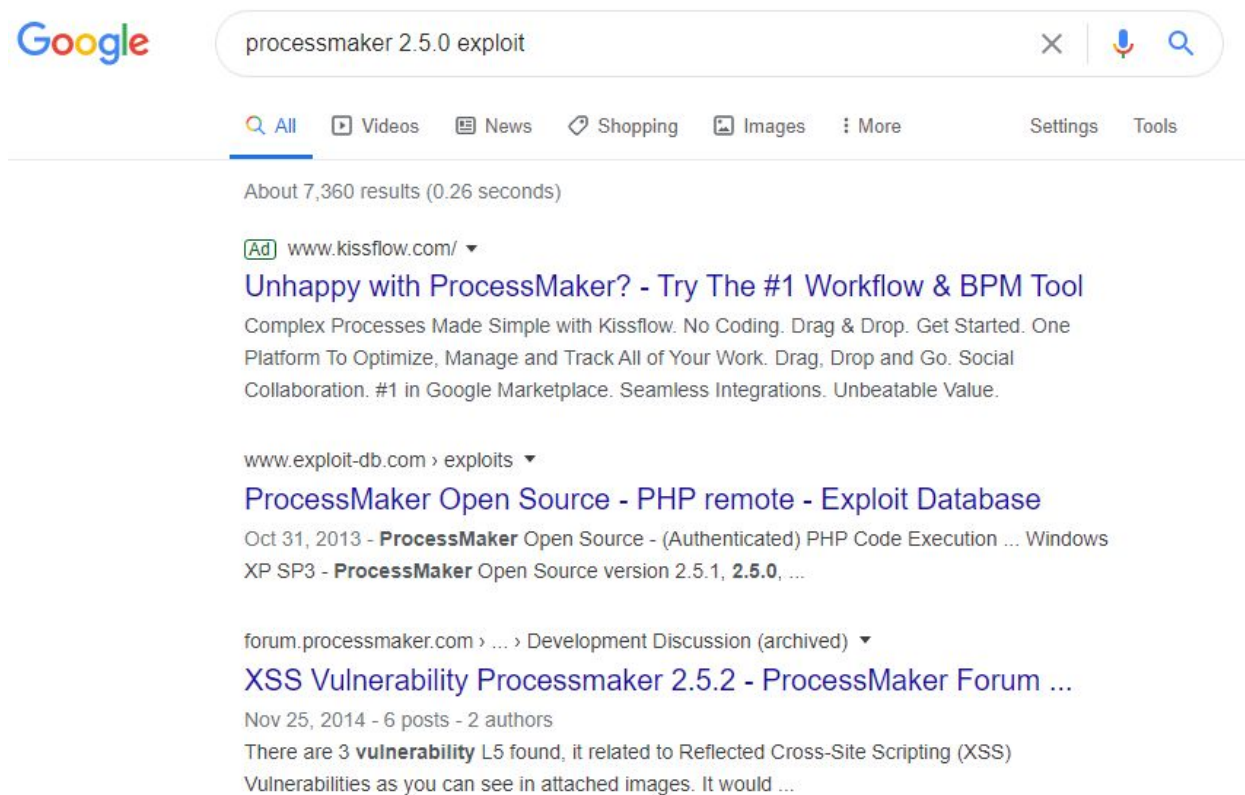 Google
processmaker 2.5.0 exploit
All Videos News Shopping Images More Settings Tools
About 7,360 results (0.26 seconds)
Ad www.kissflow.com/
Unhappy with ProcessMaker? - Try The #1 Workflow & BPM Tool
Complex Processes Made Simple with Kissflow. No Coding. Drag & Drop. Get Started. One
Platform To Optimize, Manage and Track All of Your Work. Drag, Drop and Go. Social
Collaboration. #1 in Google Marketplace. Seamless Integrations. Unbeatable Value.
www.exploit-db.com › exploits
ProcessMaker Open Source - PHP remote - Exploit Database
Oct 31, 2013 - ProcessMaker Open Source - (Authenticated) PHP Code Execution ... Windows
XP SP3 - ProcessMaker Open Source version 2.5.1, 2.5.0, ...
forum.processmaker.com › ... › Development Discussion (archived)
XSS Vulnerability Processmaker 2.5.2 - ProcessMaker Forum ...
Nov 25, 2014 - 6 posts - 2 authors
There are 3 vulnerability L5 found, it related to Reflected Cross-Site Scripting (XSS)
Vulnerabilities as you can see in attached images. It would ...